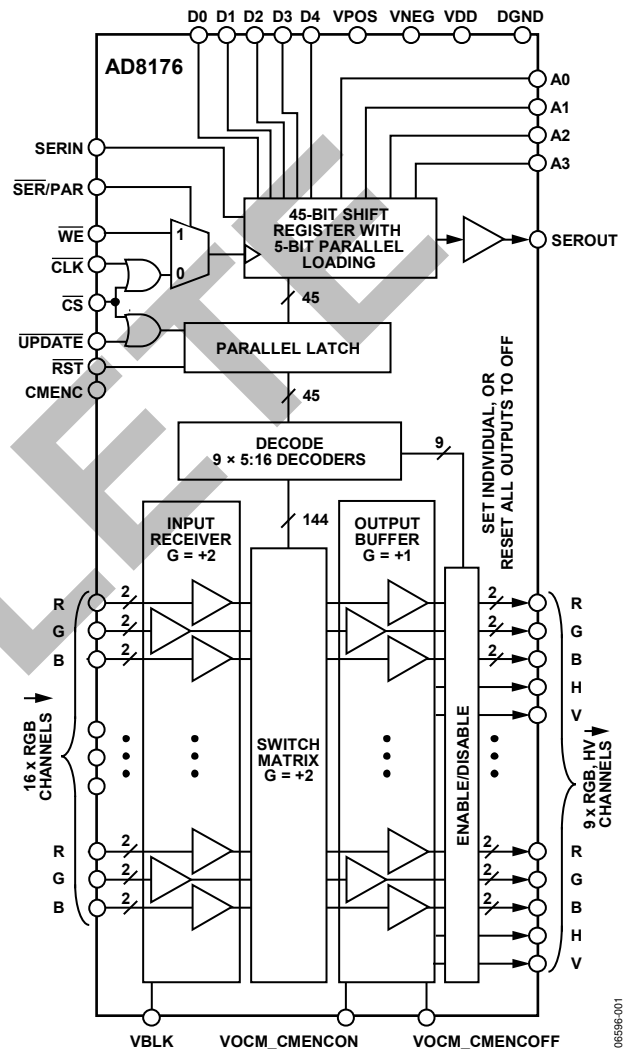 D0 D1 D2 D3 D4 VPOS VNEG VDD DGND
AD8176
A0
A1
A2
A3
SERIN
SER/PAR
WE
CLK
CS
UPDATE
RST
CMENC
1
0
45-BIT SHIFT
REGISTER WITH
5-BIT PARALLEL
LOADING
SEROUT
45
PARALLEL LATCH
45
DECODE
9 × 5:16 DECODERS
9
SET INDIVIDUAL, OR
RESET ALL OUTPUTS TO OFF
144
INPUT
RECEIVER
G = +2
OUTPUT
BUFFER
G = +1
R 2 2 R
G 2 2 G
B 2 2 B
H
V
16 x RGB
CHANNELS
SWITCH
MATRIX
G = +2
ENABLE/DISABLE
9 x RGB, HV
CHANNELS
R 2 2 R
G 2 2 G
B 2 2 B
H
V
VBLK VOCM_CMENCON VOCM_CMENCOFF
06596-001
LETE